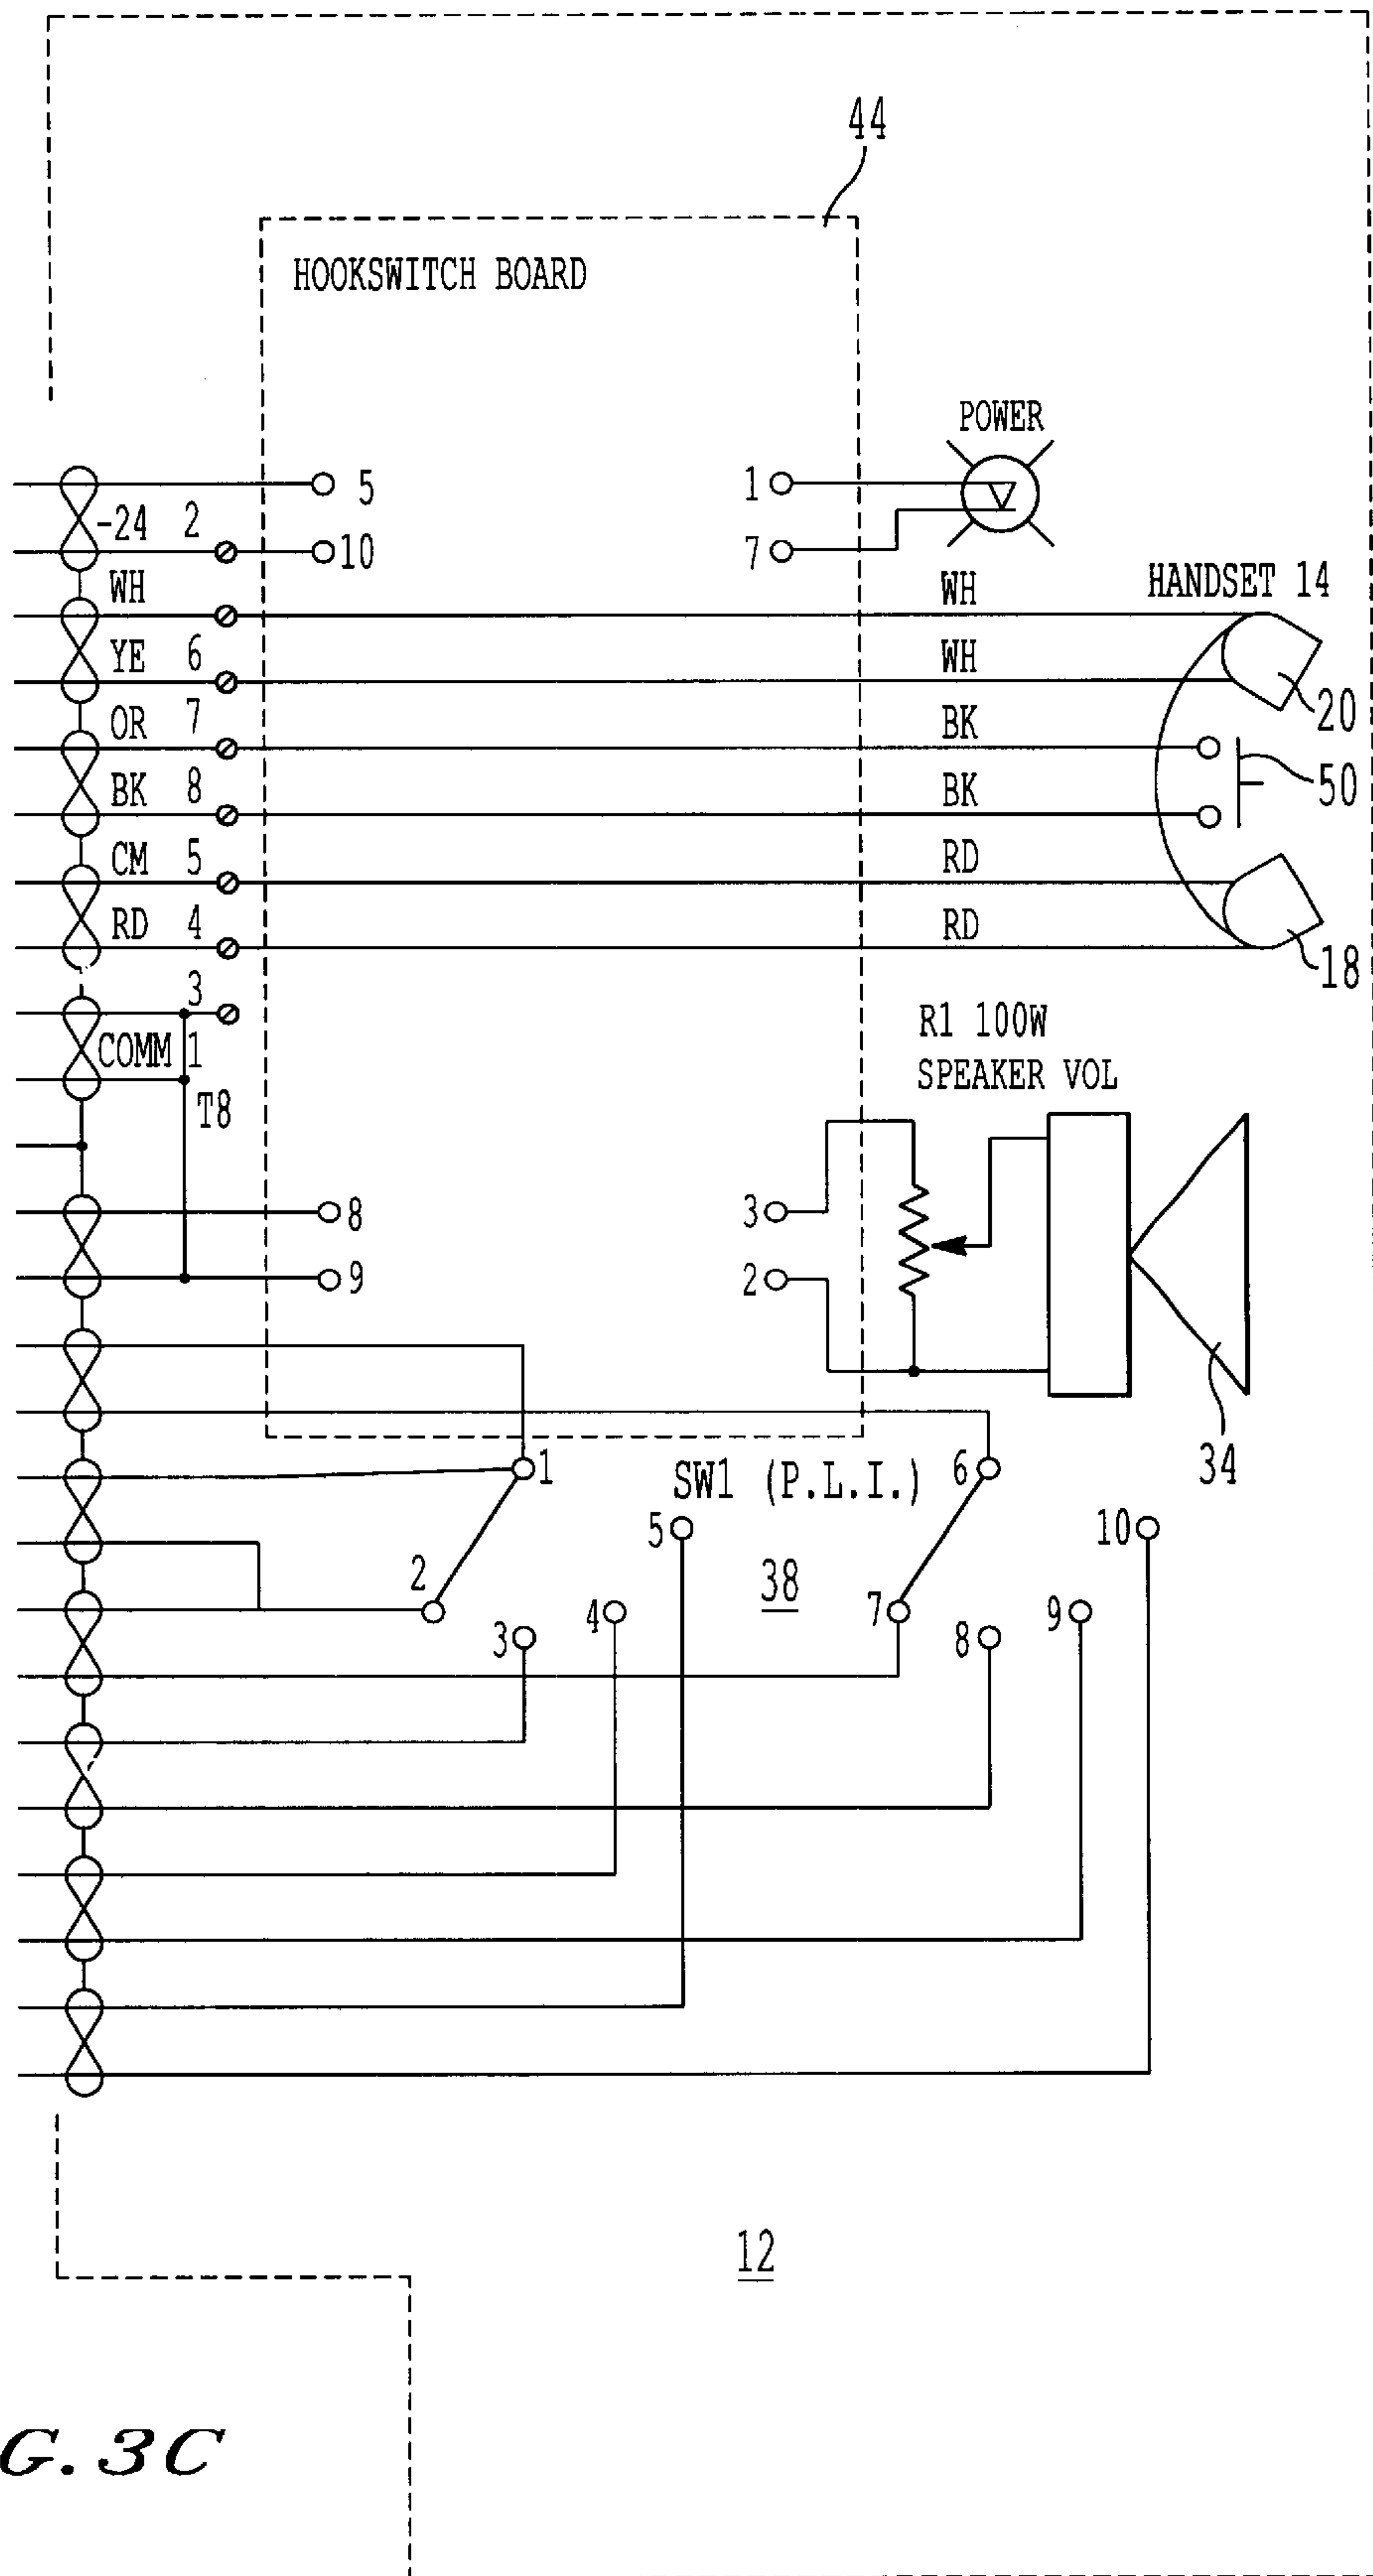 44
HOOKSWITCH BOARD
POWER
5
1
-24 2
10
7
WH
WH
HANDSET 14
YE 6
WH
20
OR 7
BK
BK 8
BK
50
CM 5
RD
RD 4
RD
18
3
R1 100W
COMM 1
SPEAKER VOL
T8
8
3
9
2
34
1
SW1 (P.L.I.)
6
5
10
2
38
4
7
9
3
8
12
G. 3C